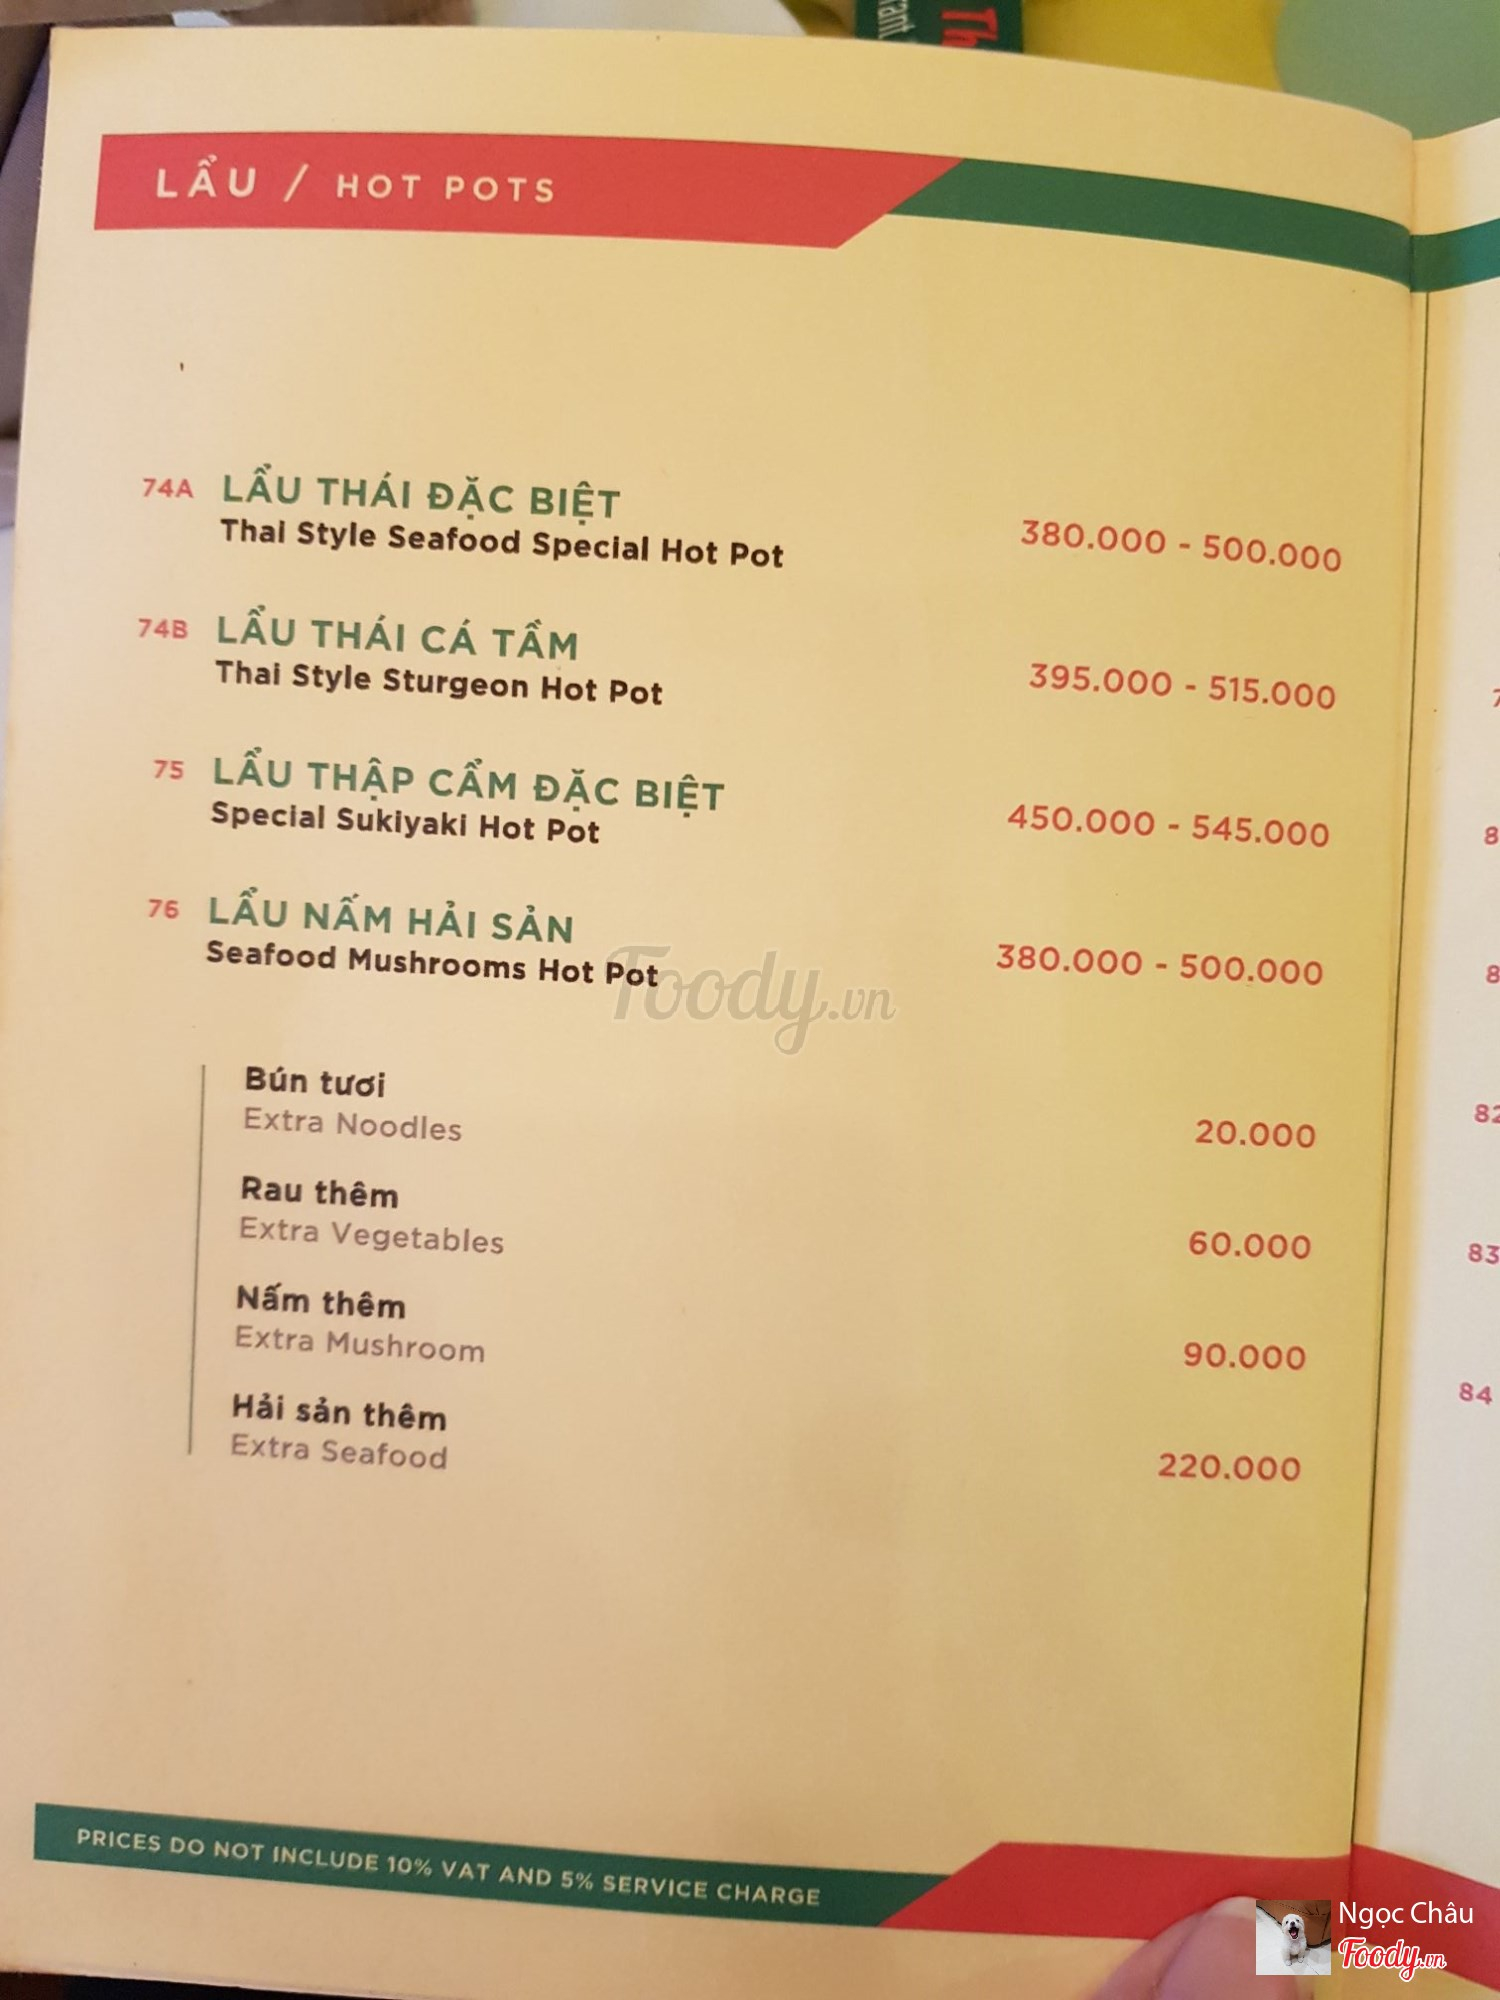 Th
rant
LẨU / HOT POTS
74A LẨU THÁI ĐẶC BIỆT
Thai Style Seafood Special Hot Pot 380.000 - 500.000
74B LẨU THÁI CÁ TẦM
Thai Style Sturgeon Hot Pot 395.000 - 515.000
75 LẨU THẬP CẨM ĐẶC BIỆT
Special Sukiyaki Hot Pot 450.000 - 545.000
76 LẨU NẤM HẢI SẢN
Seafood Mushrooms Hot Pot 380.000 - 500.000
Foody.vn
Bún tươi
Extra Noodles 20.000
Rau thêm
Extra Vegetables 60.000
Nấm thêm
Extra Mushroom 90.000
Hải sản thêm
Extra Seafood 220.000
82
83
84
PRICES DO NOT INCLUDE 10% VAT AND 5% SERVICE CHARGE
Ngọc Châu
Foody.vn